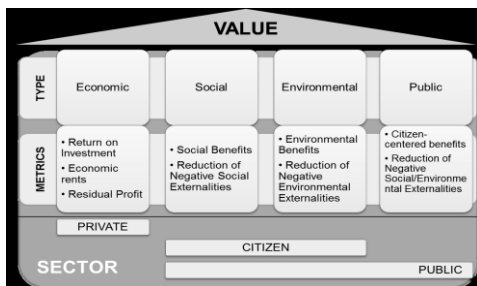 VALUE
TYPE
Economic
Social
Environmental
Public
METRICS
• Return on
Investment
• Economic
rents
• Residual Profit
• Social Benefits
• Reduction of
Negative Social
Externalities
• Environmental
Benefits
• Reduction of
Negative
Environmental
Externalities
• Citizen-
centered benefits
• Reduction of
Negative
Social/Environme
ntal Externalities
PRIVATE
CITIZEN
SECTOR
PUBLIC